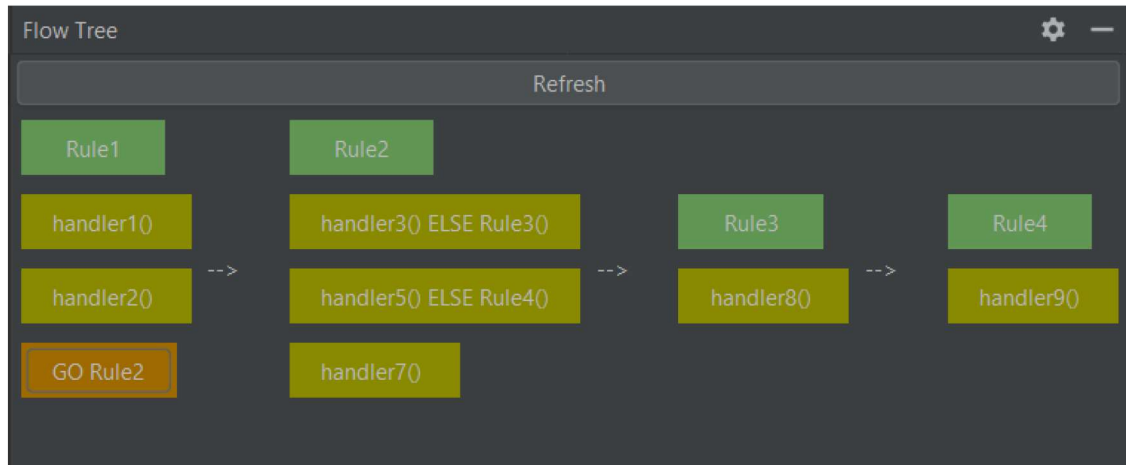 Flow Tree
Refresh
Rule1
handler1()
handler2()
GO Rule2
-->
Rule2
handler3() ELSE Rule3()
handler5() ELSE Rule4()
handler7()
-->
Rule3
handler8()
-->
Rule4
handler9()